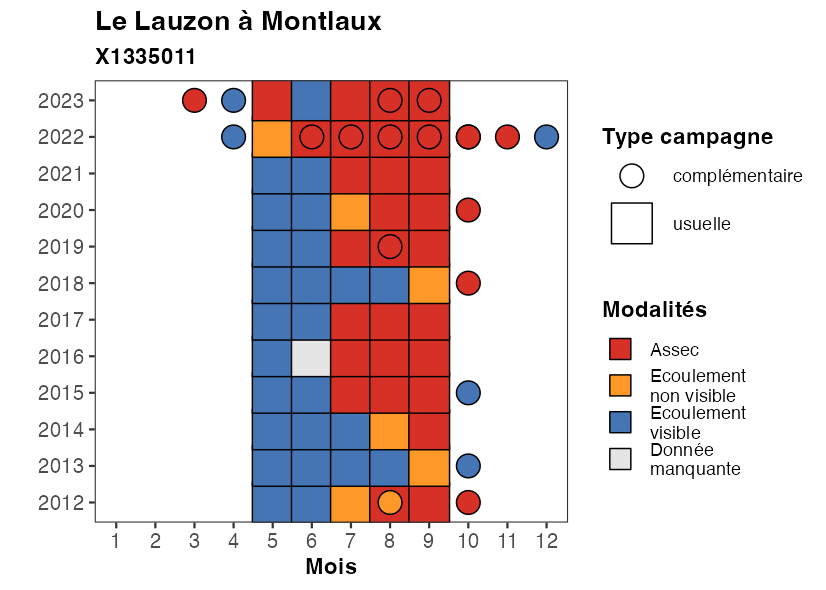 Le Lauzon à Montlaux
X1335011
2023
2022
2021
2020
2019
2018
2017
2016
2015
2014
2013
2012
1 2 3 4 5 6 7 8 9 10 11 12
Mois
Type campagne
complémentaire
usuelle
Modalités
Assec
Ecoulement
non visible
Ecoulement
visible
Donnée
manquante